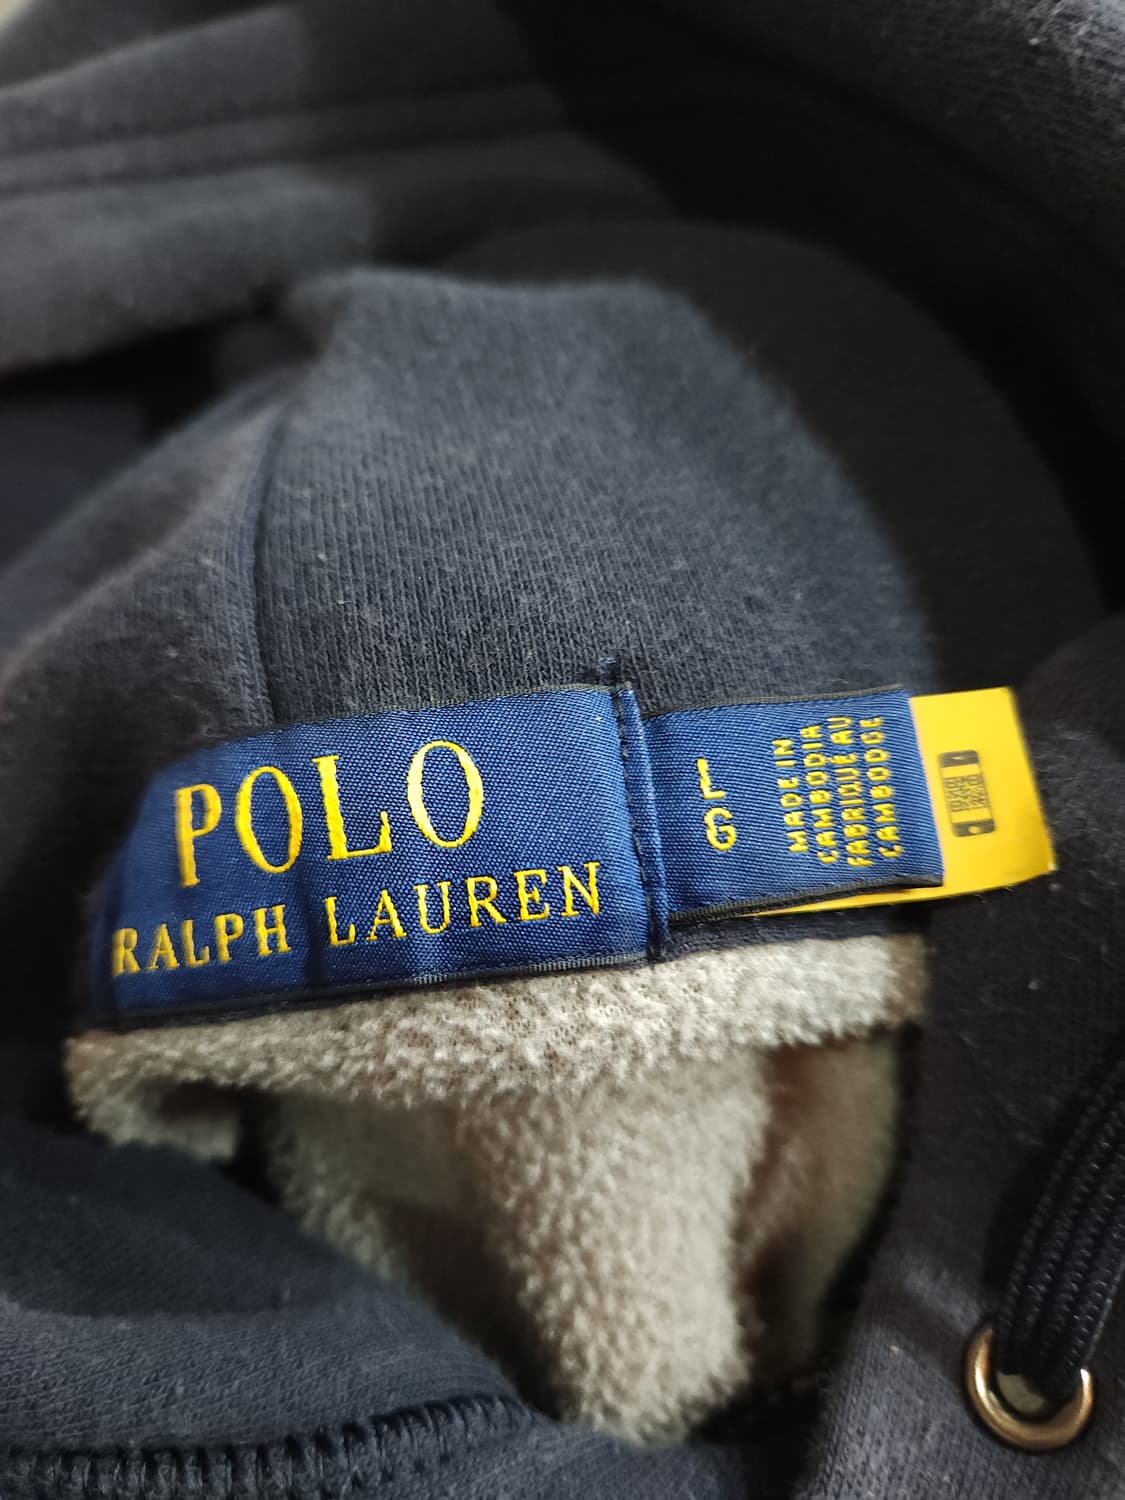 POLO
RALPH LAUREN
L
G
MADE IN
CAMBODIA
FABRIQUÉ AU
CAMBODGE